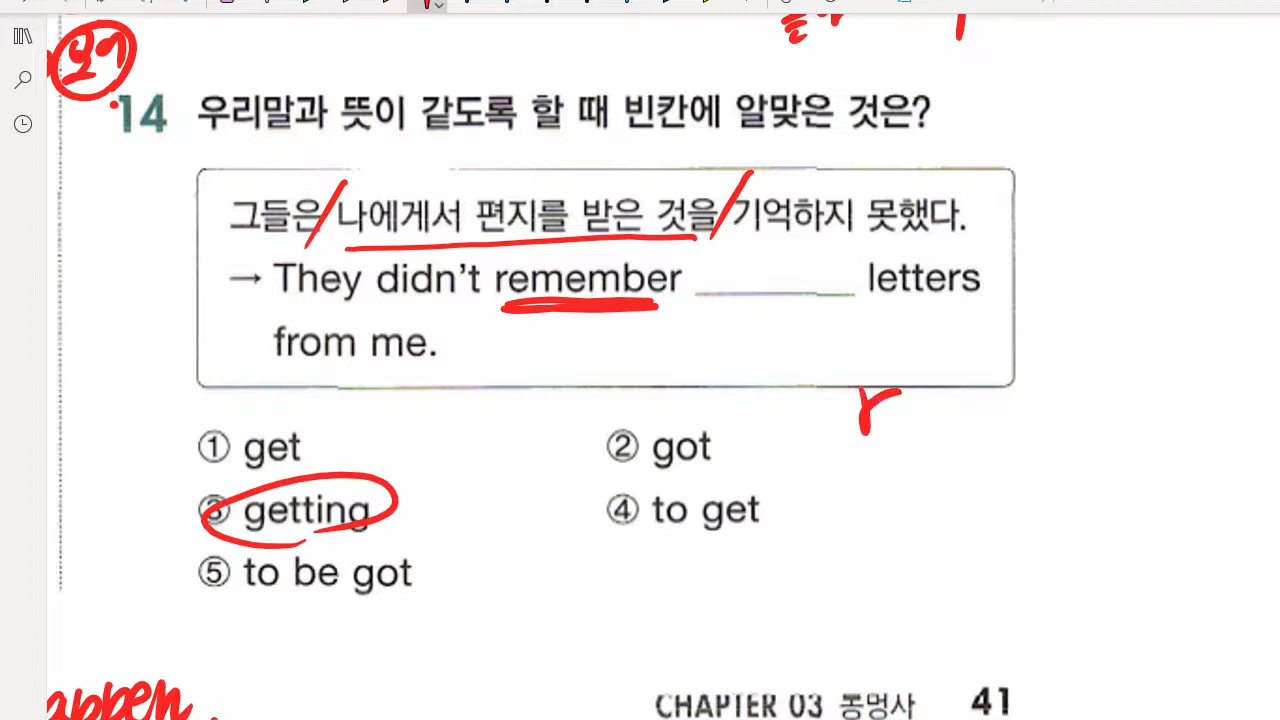 보기
14 우리말과 뜻이 같도록 할 때 빈칸에 알맞은 것은?
그들은 나에게서 편지를 받은 것을 기억하지 못했다.
→ They didn't remember ________ letters
from me.
r
① get ② got
③ getting ④ to get
⑤ to be got
appen
CHAPTER 03 동명사 41